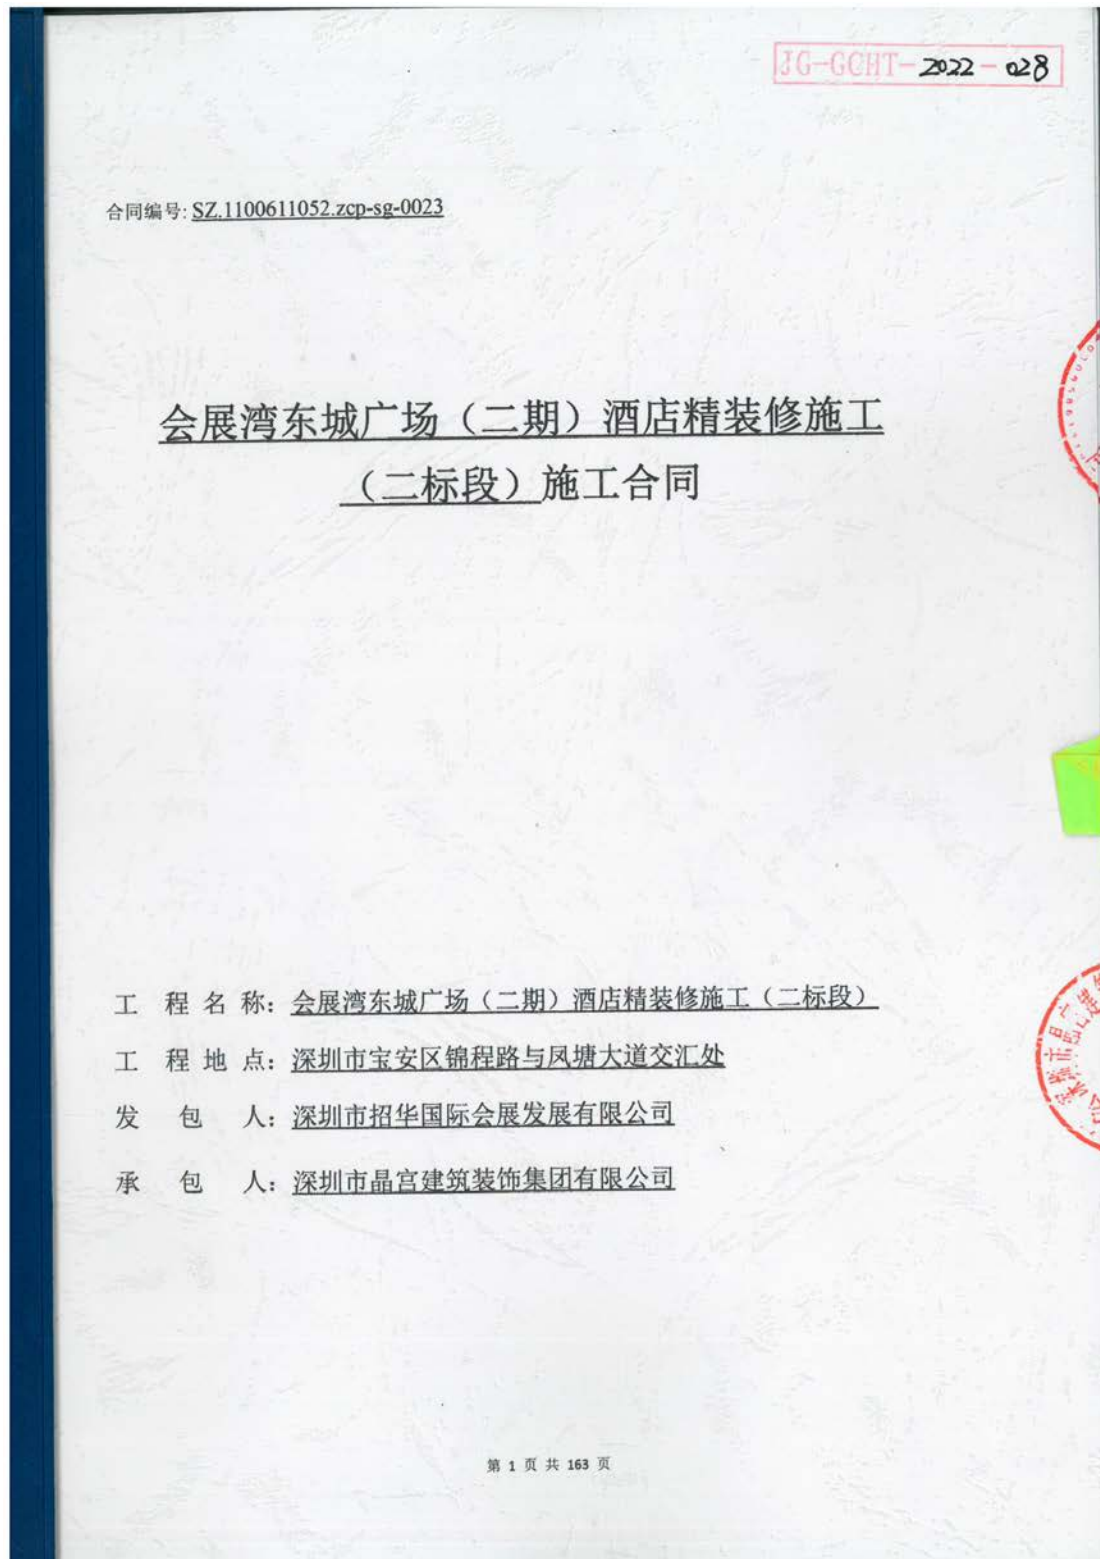 JG-GCHT-2022-028
合同编号: SZ.1100611052.zcp-sg-0023
会展湾东城广场（二期）酒店精装修施工
（二标段）施工合同
工程名称：会展湾东城广场（二期）酒店精装修施工（二标段）
工程地点：深圳市宝安区锦程路与凤塘大道交汇处
发包人：深圳市招华国际会展发展有限公司
承包人：深圳市晶宫建筑装饰集团有限公司
第 1 页 共 163 页